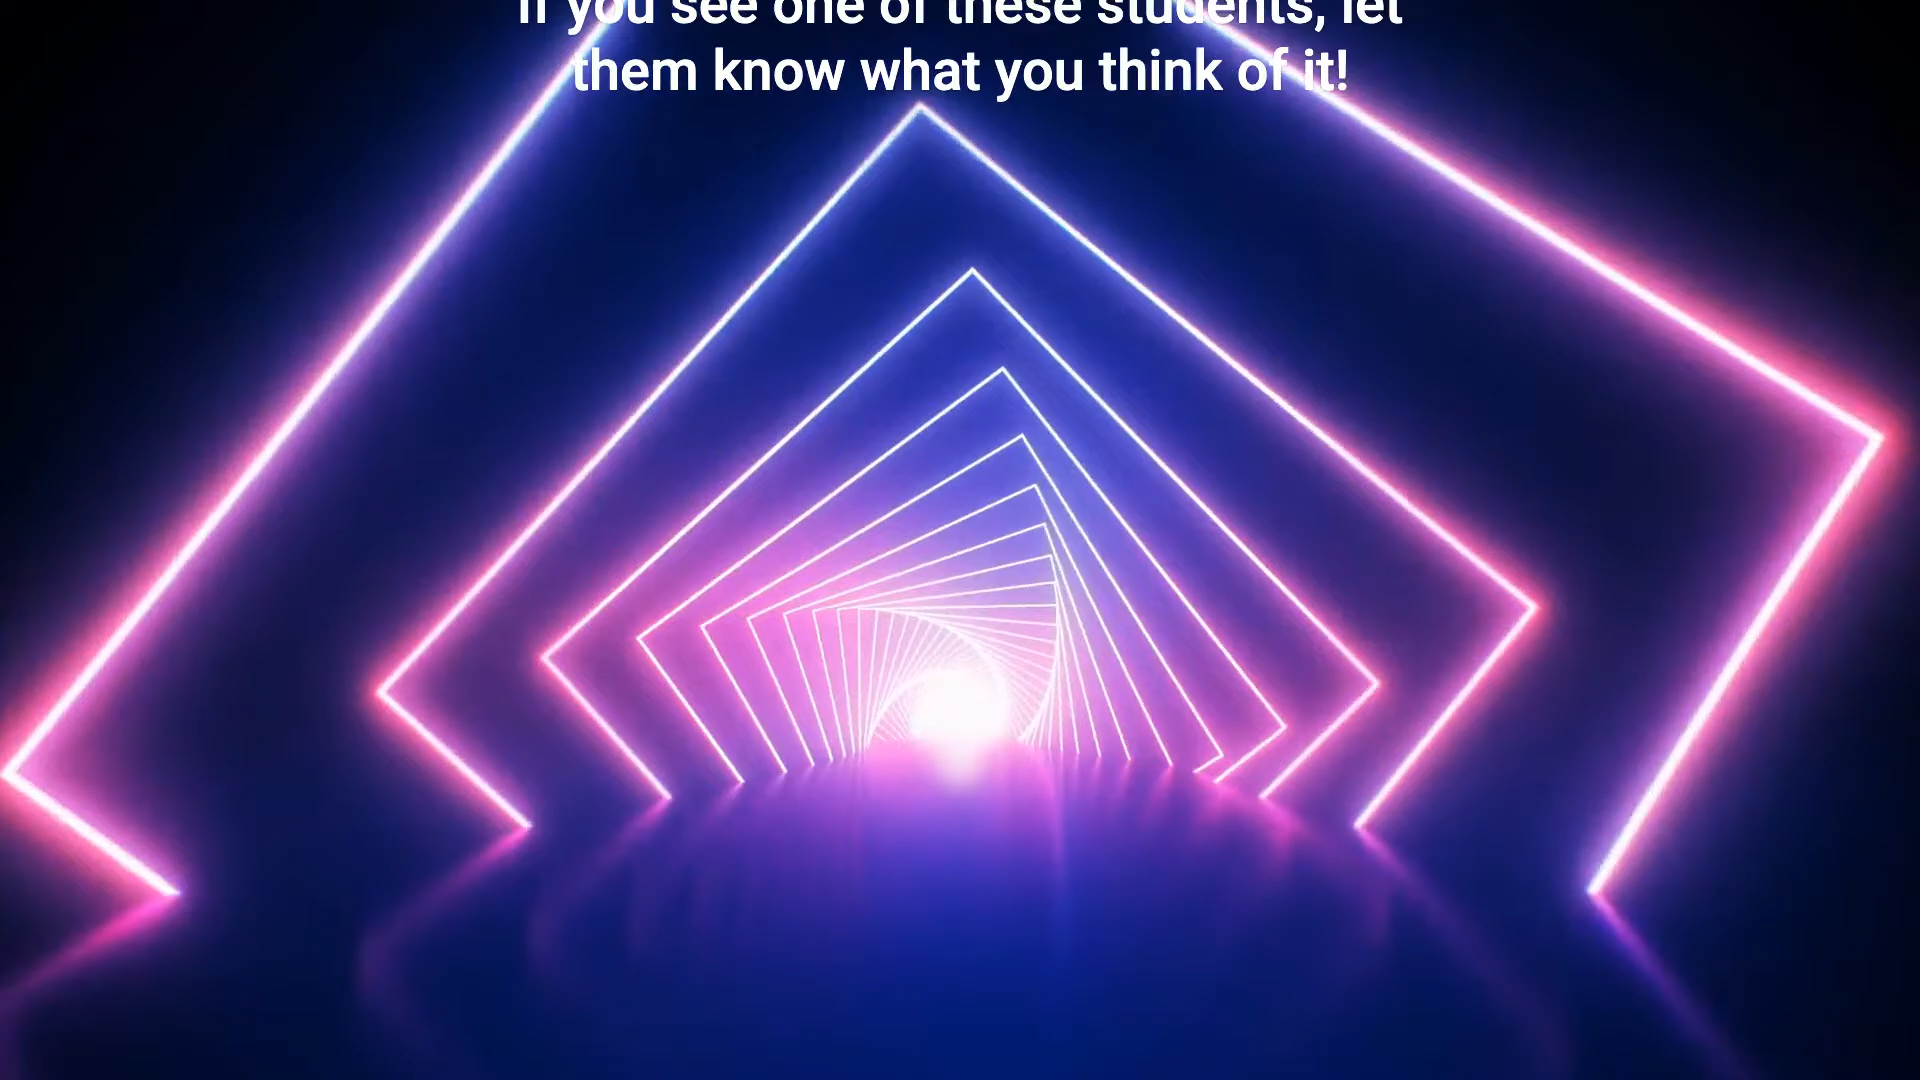 If you see one of these students, let
them know what you think of it!